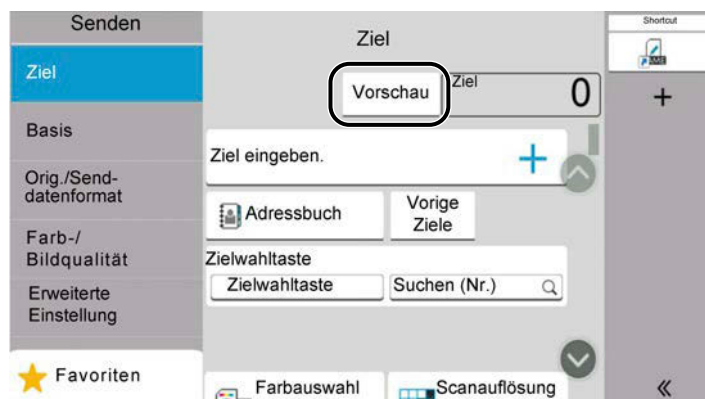 Senden
Ziel
Basis
Orig./Send-
datenformat
Farb-/
Bildqualität
Erweiterte
Einstellung
Favoriten
Ziel
Vorschau
Ziel
0
Ziel eingeben.
Adressbuch
Vorige
Ziele
Zielwahltaste
Zielwahltaste
Suchen (Nr.)
Farbauswahl
Scanauflösung
Shortcut